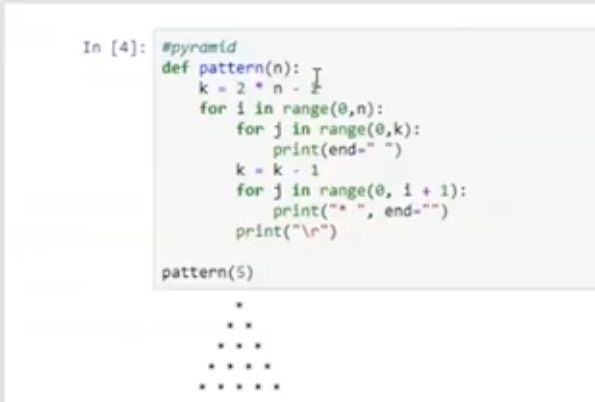 In [4]: #pyramid
def pattern(n):
    k = 2 * n - 2
    for i in range(0,n):
        for j in range(0,k):
            print(end=" ")
        k = k - 1
        for j in range(0, i + 1):
            print("* ", end="")
        print("\r")
pattern(5)
*
* *
* * *
* * * *
* * * * *